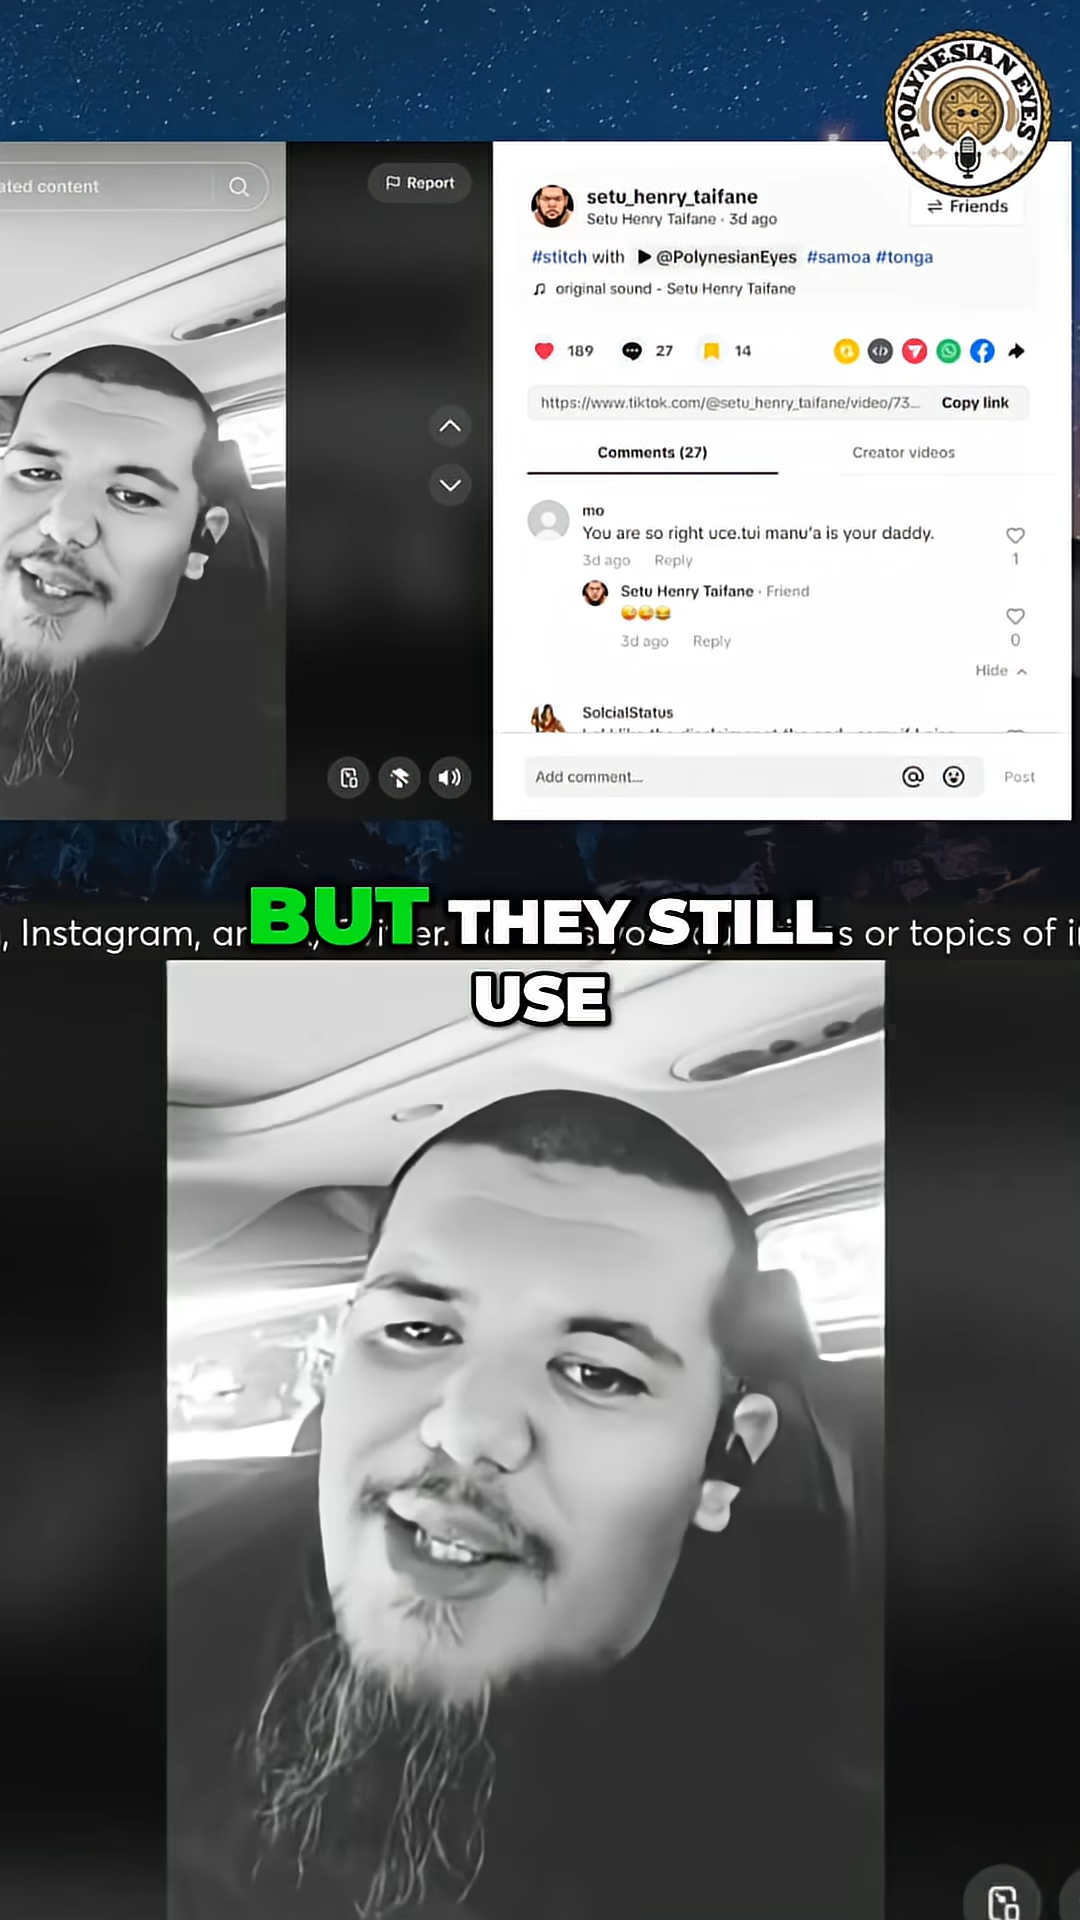 POLYNESIAN EYES
ated content
Report
setu_henry_taifane
Setu Henry Taifane · 3d ago
Friends
#stitch with ▶ @PolynesianEyes #samoa #tonga
original sound - Setu Henry Taifane
189
27
14
https://www.tiktok.com/@setu_henry_taifane/video/73...
Copy link
Comments (27)
Creator videos
mo
You are so right uce.tui manu'a is your daddy.
3d ago
Reply
1
Setu Henry Taifane · Friend
😅😅😂
3d ago
Reply
0
Hide
SolcialStatus
Add comment...
Post
BUT THEY STILL
USE
, Instagram, ar
s or topics of i